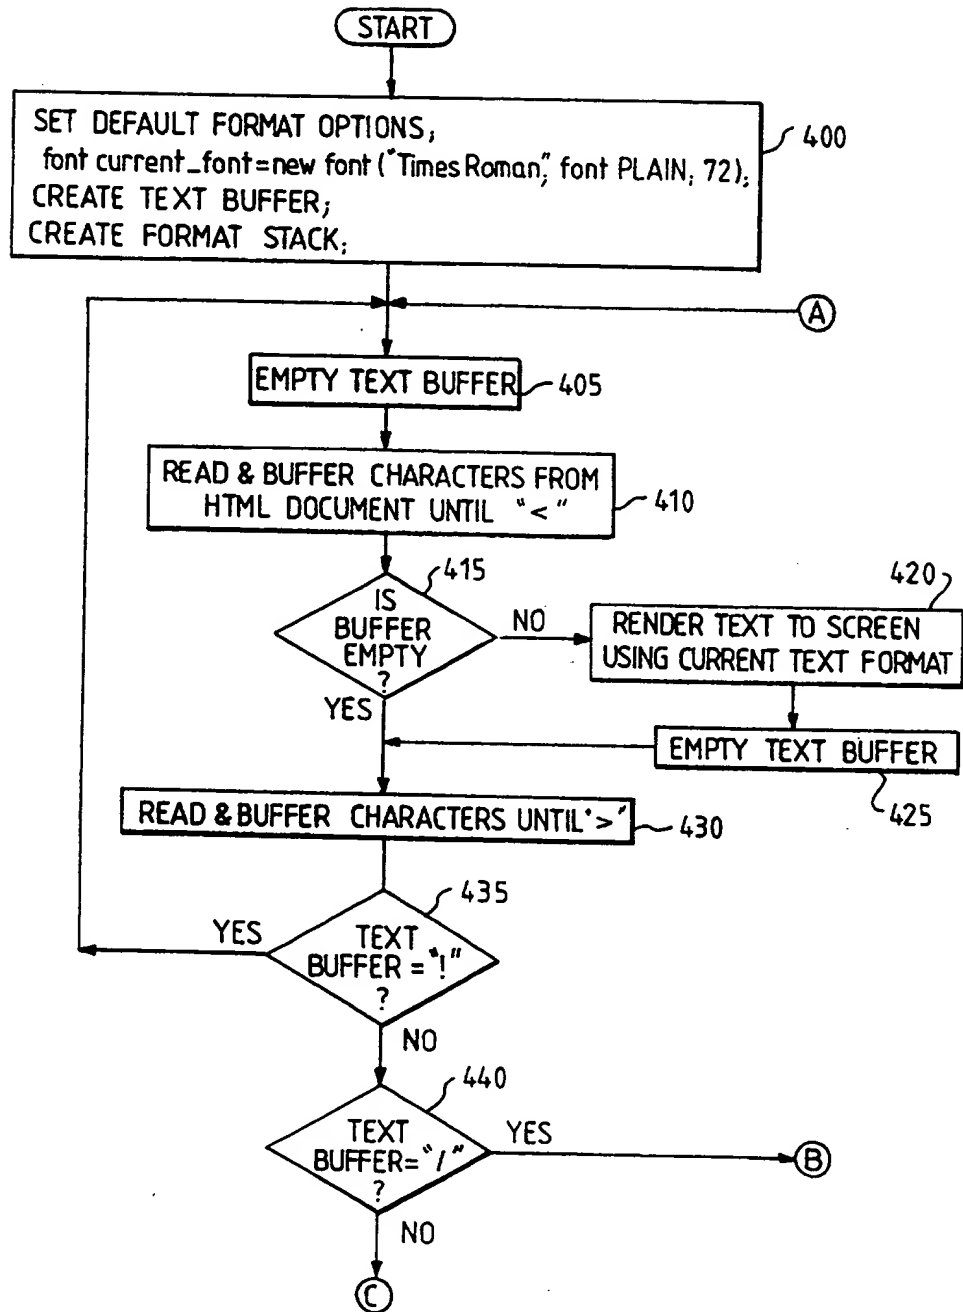 START
SET DEFAULT FORMAT OPTIONS;
font current_font=new font ("Times Roman", font PLAIN, 72);
CREATE TEXT BUFFER;
CREATE FORMAT STACK;
400
A
EMPTY TEXT BUFFER
405
READ & BUFFER CHARACTERS FROM
HTML DOCUMENT UNTIL "<"
410
415
IS
BUFFER
EMPTY
?
NO
YES
420
RENDER TEXT TO SCREEN
USING CURRENT TEXT FORMAT
EMPTY TEXT BUFFER
425
READ & BUFFER CHARACTERS UNTIL '>'
430
435
YES
TEXT
BUFFER = "!"
?
NO
440
TEXT
BUFFER= "/"
?
YES
B
NO
C